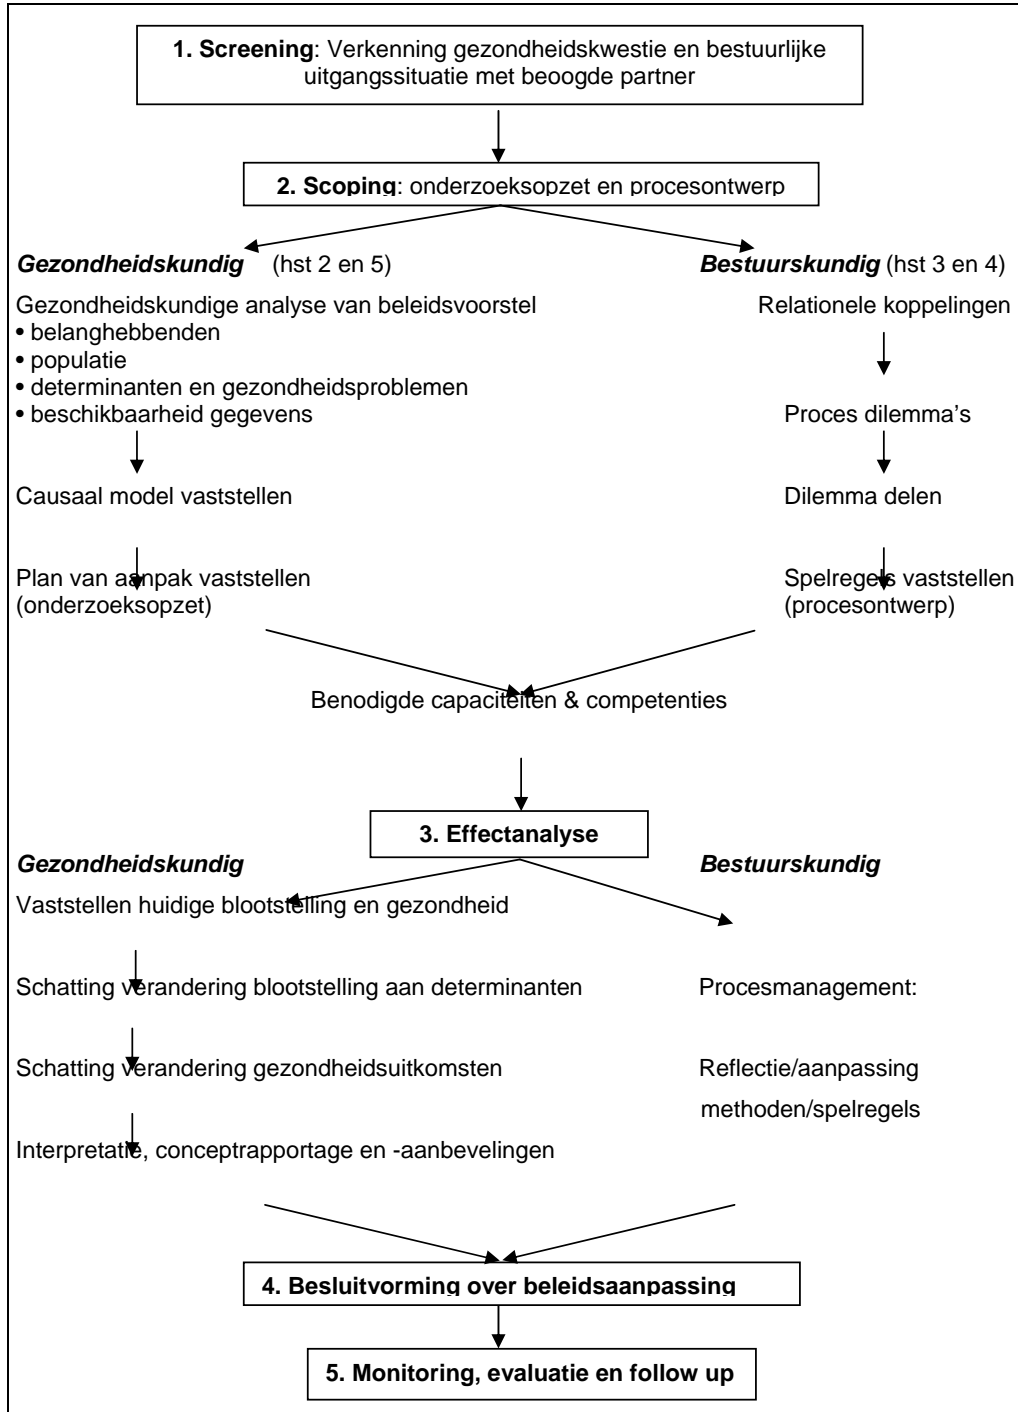 1. Screening: Verkenning gezondheidskwestie en bestuurlijke
uitgangssituatie met beoogde partner
2. Scoping: onderzoeksopzet en procesontwerp
Gezondheidskundig (hst 2 en 5)
Gezondheidskundige analyse van beleidsvoorstel
• belanghebbenden
• populatie
• determinanten en gezondheidsproblemen
• beschikbaarheid gegevens
Causaal model vaststellen
Plan van aanpak vaststellen
(onderzoeksopzet)
Bestuurskundig (hst 3 en 4)
Relationele koppelingen
Proces dilemma's
Dilemma delen
Spelregels vaststellen
(procesontwerp)
Benodigde capaciteiten & competenties
3. Effectanalyse
Gezondheidskundig
Vaststellen huidige blootstelling en gezondheid
Schatting verandering blootstelling aan determinanten
Schatting verandering gezondheidsuitkomsten
Interpretatie, conceptrapportage en -aanbevelingen
Bestuurskundig
Procesmanagement:
Reflectie/aanpassing
methoden/spelregels
4. Besluitvorming over beleidsaanpassing
5. Monitoring, evaluatie en follow up